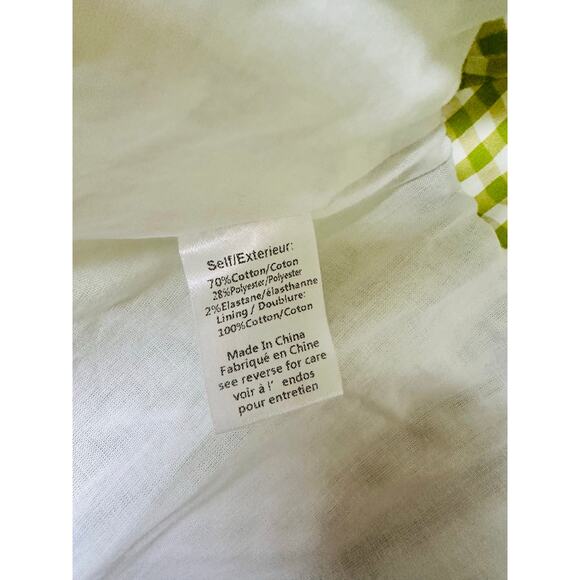 Self/Exterieur:
70%Cotton/Coton
28%Polyester/Polyester
2%Elastane/élasthanne
Lining / Doublure:
100%Cotton/Coton
Made In China
Fabriqué en Chine
see reverse for care
voir à l' endos
pour entretien